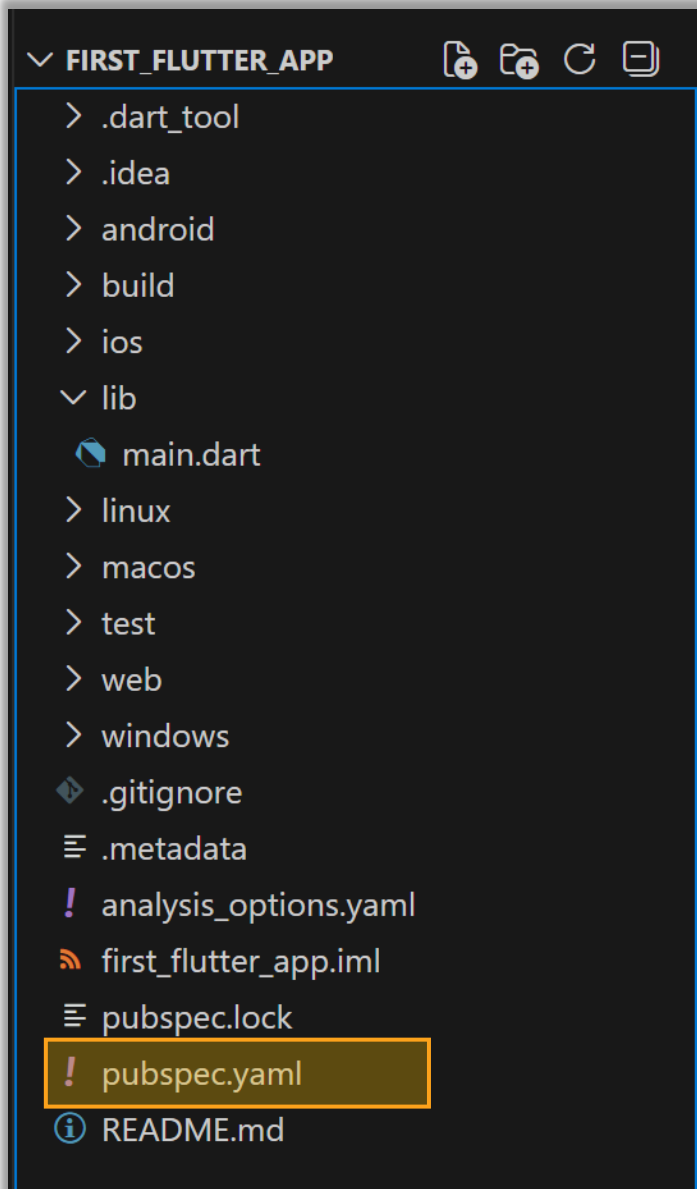 FIRST_FLUTTER_APP
.dart_tool
.idea
android
build
ios
lib
main.dart
linux
macos
test
web
windows
.gitignore
.metadata
analysis_options.yaml
first_flutter_app.iml
pubspec.lock
pubspec.yaml
README.md